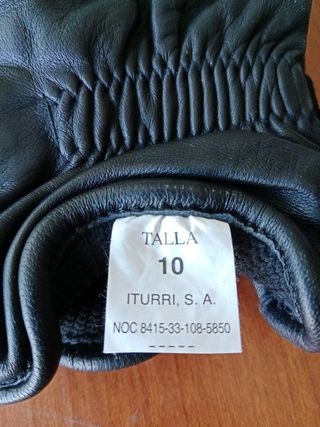 TALLA
10
ITURRI, S. A.
NOC 8415-33-108-5850
-----